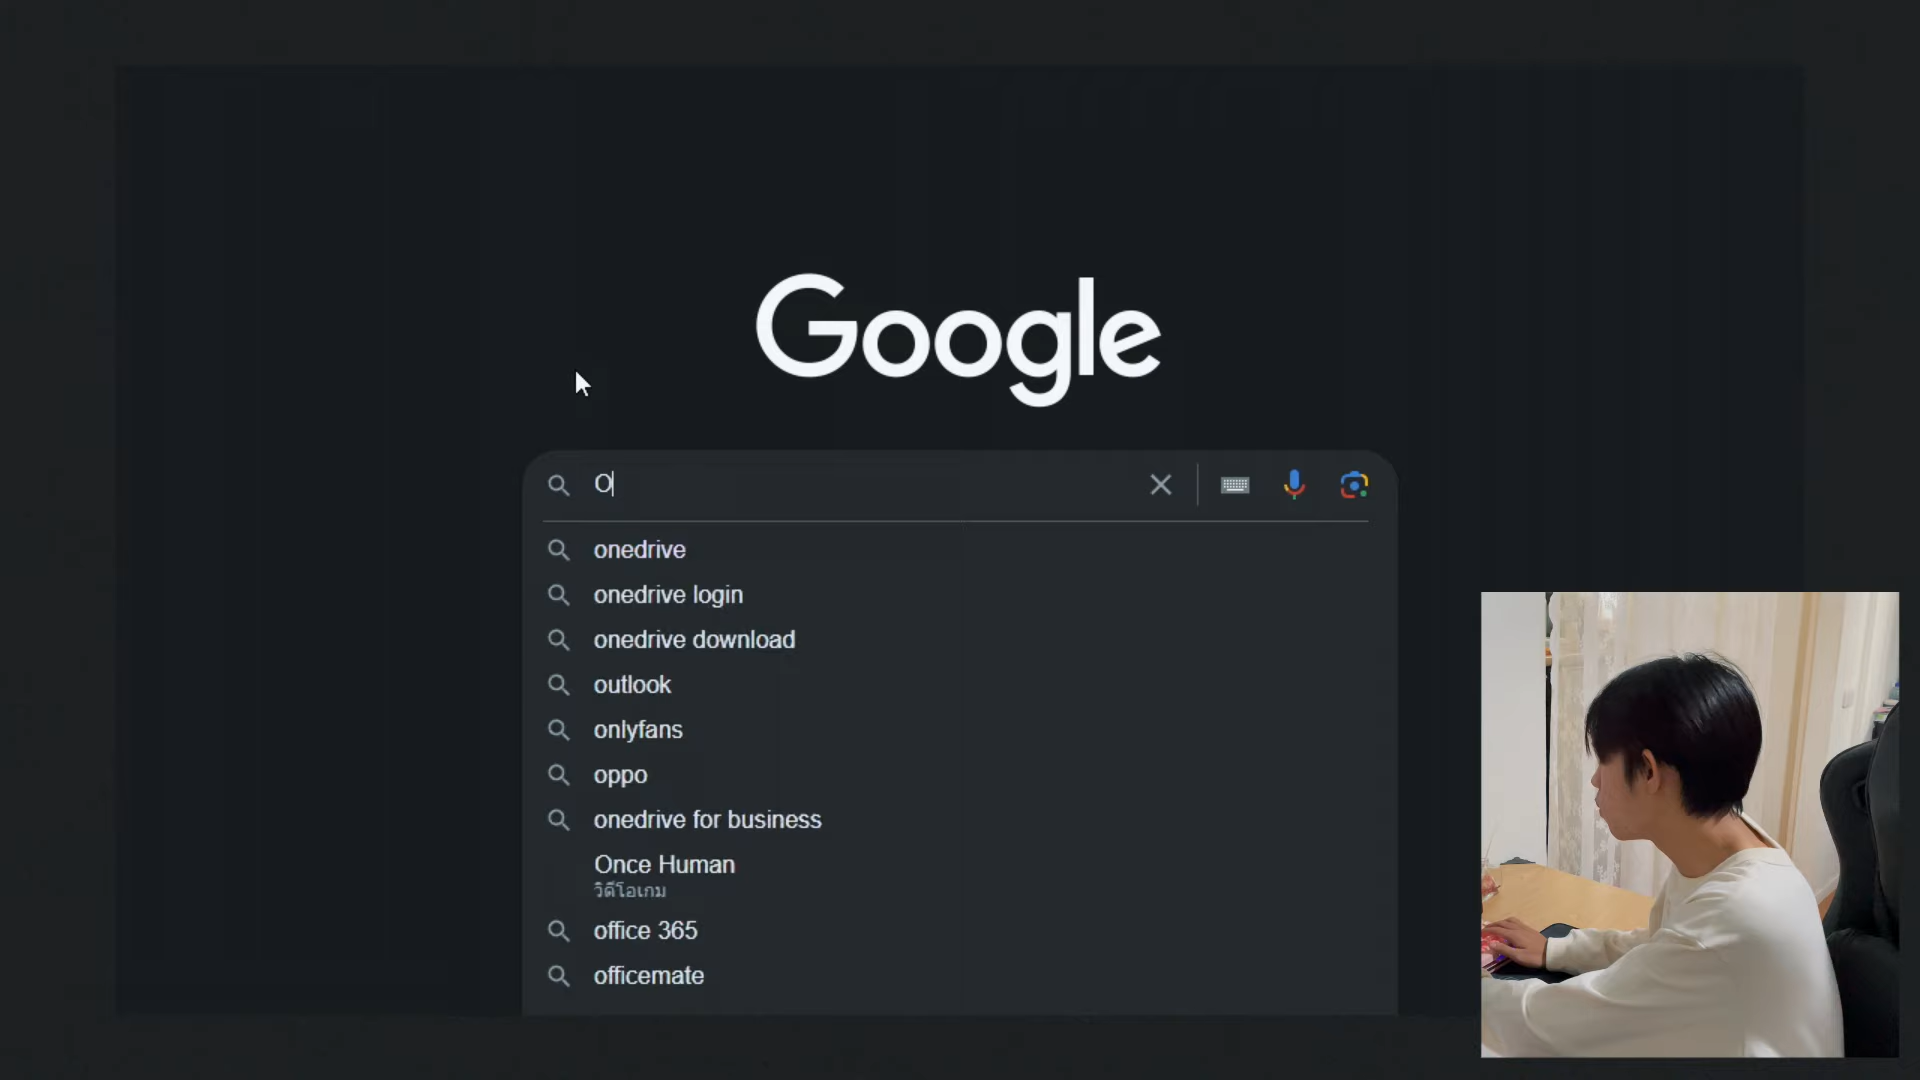 Google
O
onedrive
onedrive login
onedrive download
outlook
onlyfans
oppo
onedrive for business
Once Human
วิดีโอเกม
office 365
officemate